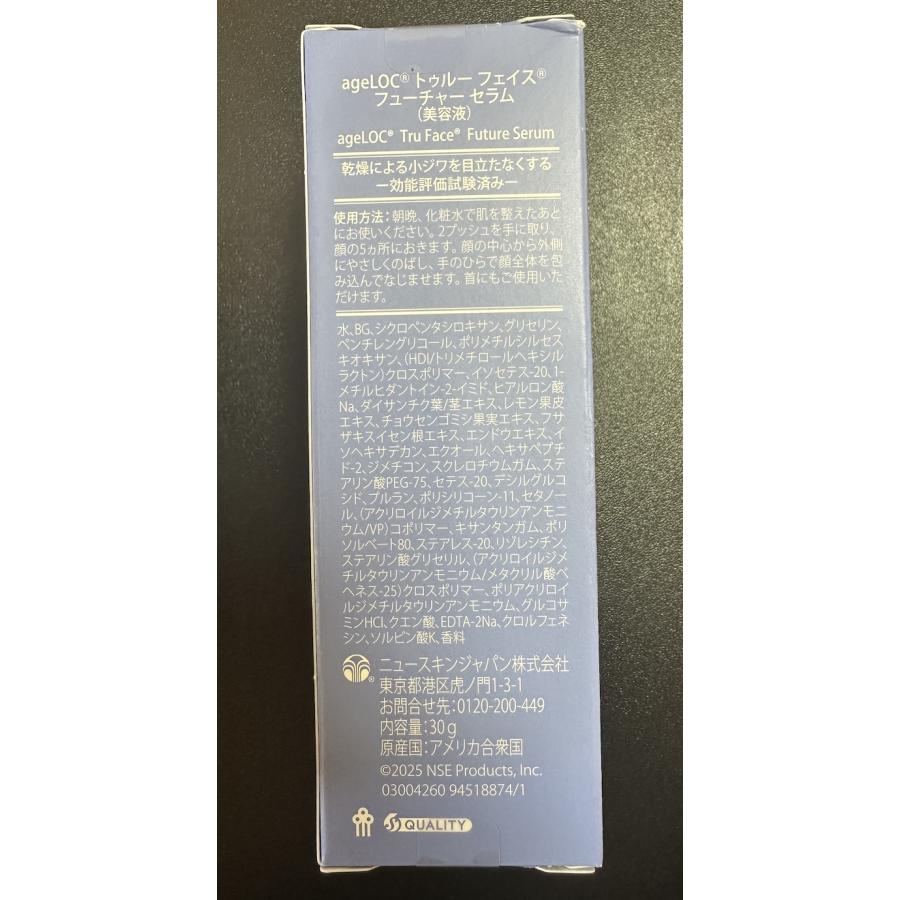 ageLOC® トゥルー フェイス®
フューチャー セラム
（美容液）
ageLOC® Tru Face® Future Serum
乾燥による小ジワを目立たなくする
ー効能評価試験済みー
使用方法：朝晩、化粧水で肌を整えたあと
にお使いください。2プッシュを手に取り、
顔の5ヵ所におきます。顔の中心から外側
にやさしくのばし、手のひらで顔全体を包
み込んでなじませます。首にもご使用いた
だけます。
水、BG、シクロペンタシロキサン、グリセリン、
ペンチレングリコール、ポリメチルシルセス
キオキサン、（HDI/トリメチロールヘキシル
ラクトン）クロスポリマー、イソセテス-20、1-
メチルヒダントイン-2-イミド、ヒアルロン酸
Na、ダイサンチク葉/茎エキス、レモン果皮
エキス、チョウセンゴミシ果実エキス、フサ
ザキスイセン根エキス、エンドウエキス、イ
ソヘキサデカン、エクオール、ヘキサペプチ
ド-2、ジメチコン、スクレロチウムガム、ステ
アリン酸PEG-75、セテス-20、デシルグルコ
シド、プルラン、ポリシリコーン-11、セタノー
ル、（アクリロイルジメチルタウリンアンモニ
ウム/VP）コポリマー、キサンタンガム、ポリ
ソルベート80、ステアレス-20、リゾレシチン、
ステアリン酸グリセリル、（アクリロイルジメ
チルタウリンアンモニウム/メタクリル酸ベ
ヘネス-25）クロスポリマー、ポリアクリロイ
ルジメチルタウリンアンモニウム、グルコサ
ミンHCl、クエン酸、EDTA-2Na、クロルフェネ
シン、ソルビン酸K、香料
ニュースキンジャパン株式会社
東京都港区虎ノ門1-3-1
お問合せ先：0120-200-449
内容量：30g
原産国：アメリカ合衆国
©2025 NSE Products, Inc.
03004260 94518874/1
QUALITY